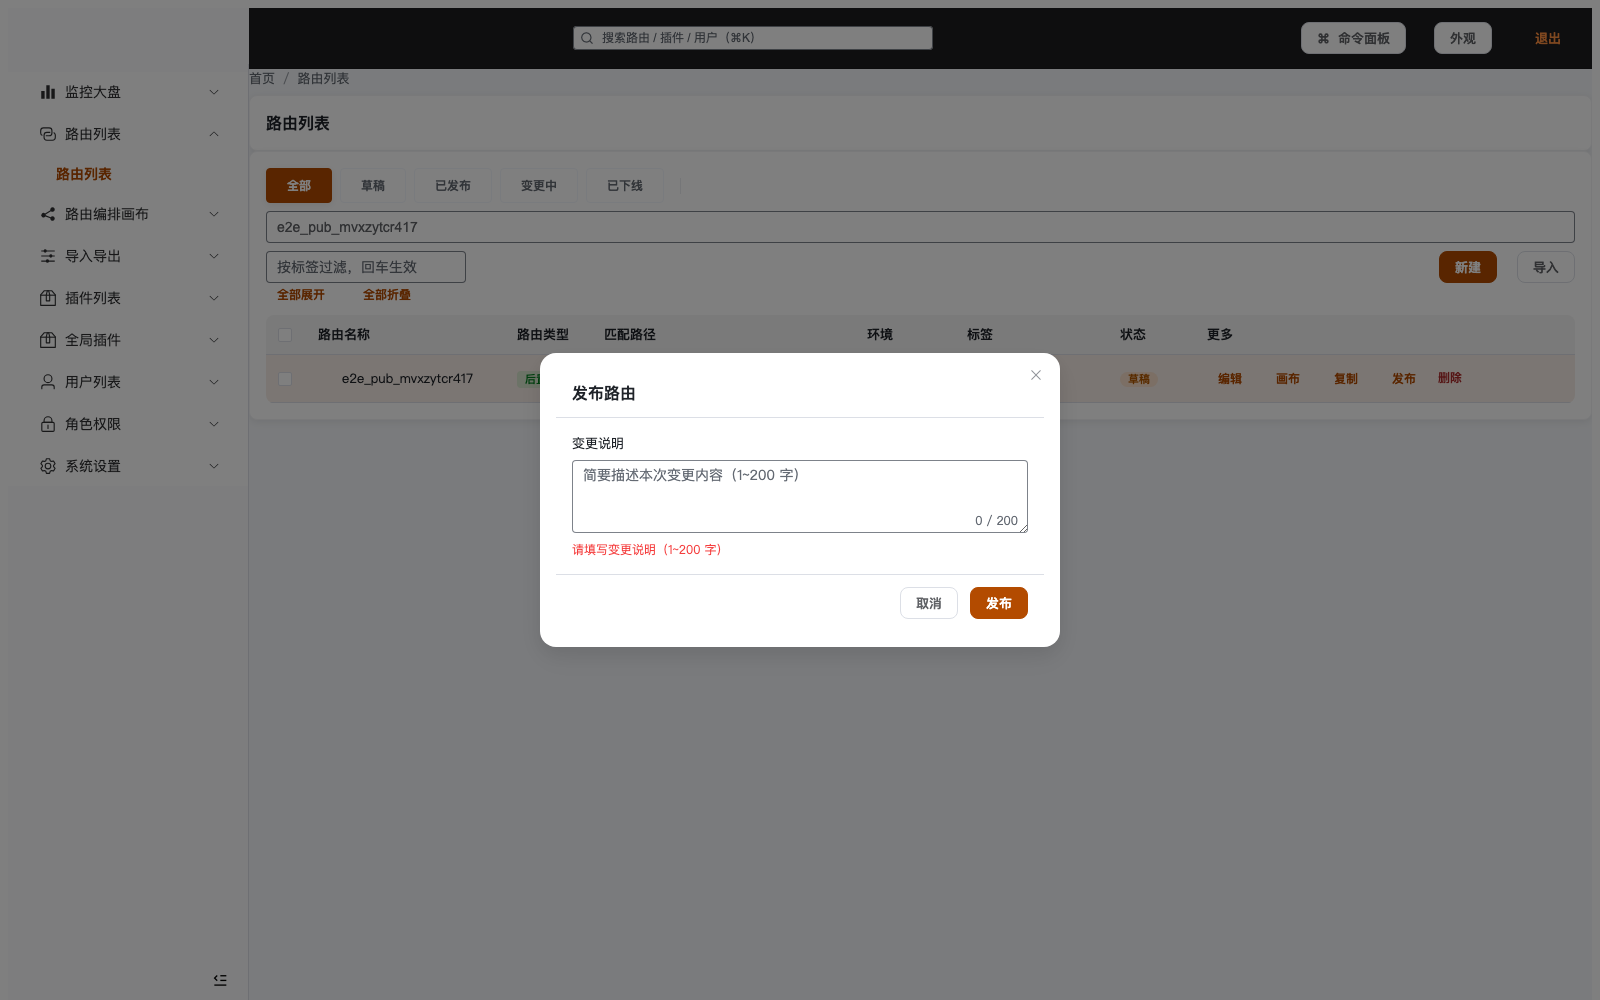 搜索路由 / 插件 / 用户（⌘K）
⌘ 命令面板
外观
退出
监控大盘
路由列表
路由列表
路由编排画布
导入导出
插件列表
全局插件
用户列表
角色权限
系统设置
首页 / 路由列表
路由列表
全部 草稿 已发布 变更中 已下线
e2e_pub_mvxzytcr417
按标签过滤，回车生效
新建 导入
全部展开 全部折叠
路由名称 路由类型 匹配路径 环境 标签 状态 更多
e2e_pub_mvxzytcr417 草稿 编辑 画布 复制 发布 删除
发布路由
变更说明
简要描述本次变更内容（1~200 字）
0 / 200
请填写变更说明（1~200 字）
取消 发布